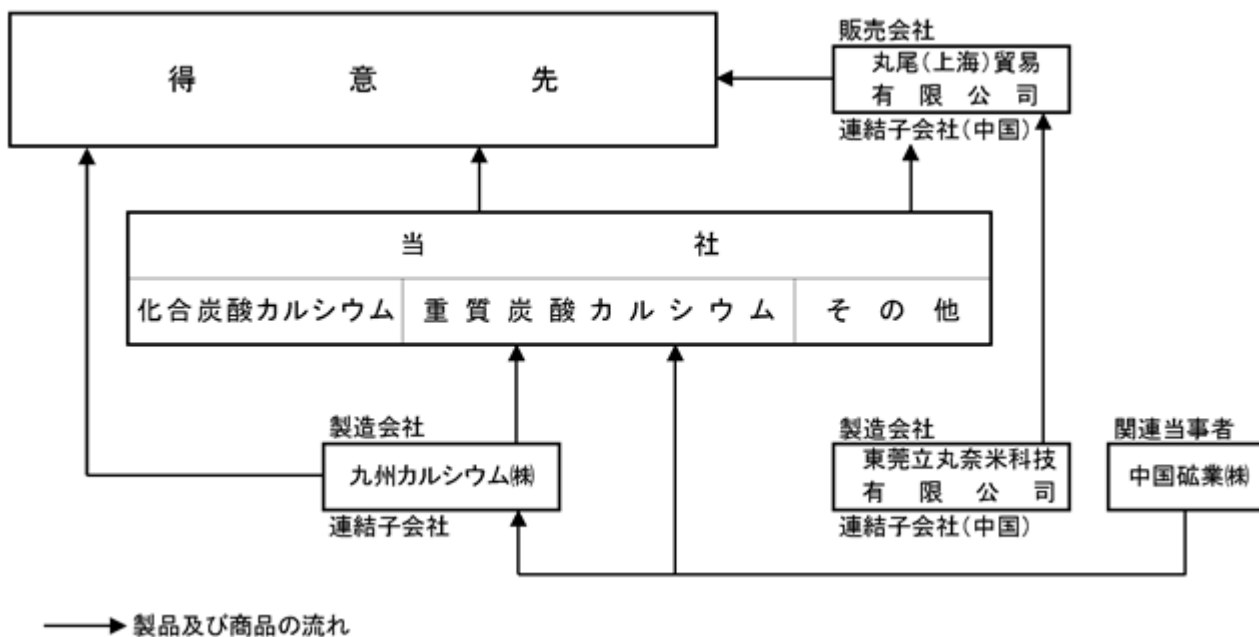 販売会社
得意先
丸尾(上海)貿易
有限公司
連結子会社(中国)
当社
化合炭酸カルシウム
重質炭酸カルシウム
その他
製造会社
九州カルシウム㈱
連結子会社
製造会社
東莞立丸奈米科技
有限公司
連結子会社(中国)
関連当事者
中国砿業㈱
製品及び商品の流れ